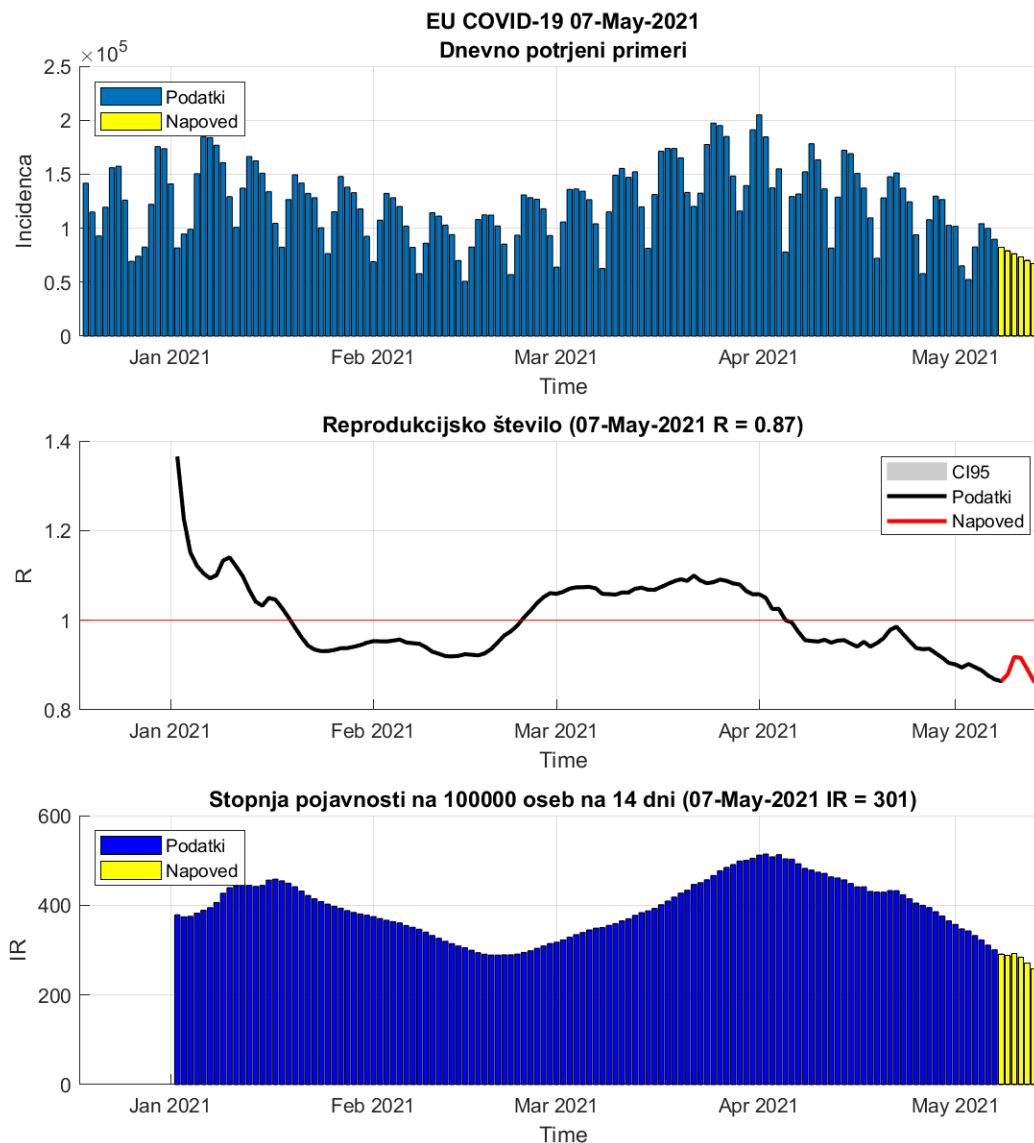 EU COVID-19 07-May-2021
Dnevno potrjeni primeri
×10^5
2.5
2
1.5
1
0.5
0
Incidenca
Podatki
Napoved
Jan 2021 Feb 2021 Mar 2021 Apr 2021 May 2021
Time
Reprodukcijsko število (07-May-2021 R = 0.87)
1.4
1.2
1
0.8
R
CI95
Podatki
Napoved
Jan 2021 Feb 2021 Mar 2021 Apr 2021 May 2021
Time
Stopnja pojavnosti na 100000 oseb na 14 dni (07-May-2021 IR = 301)
600
400
200
0
IR
Podatki
Napoved
Jan 2021 Feb 2021 Mar 2021 Apr 2021 May 2021
Time